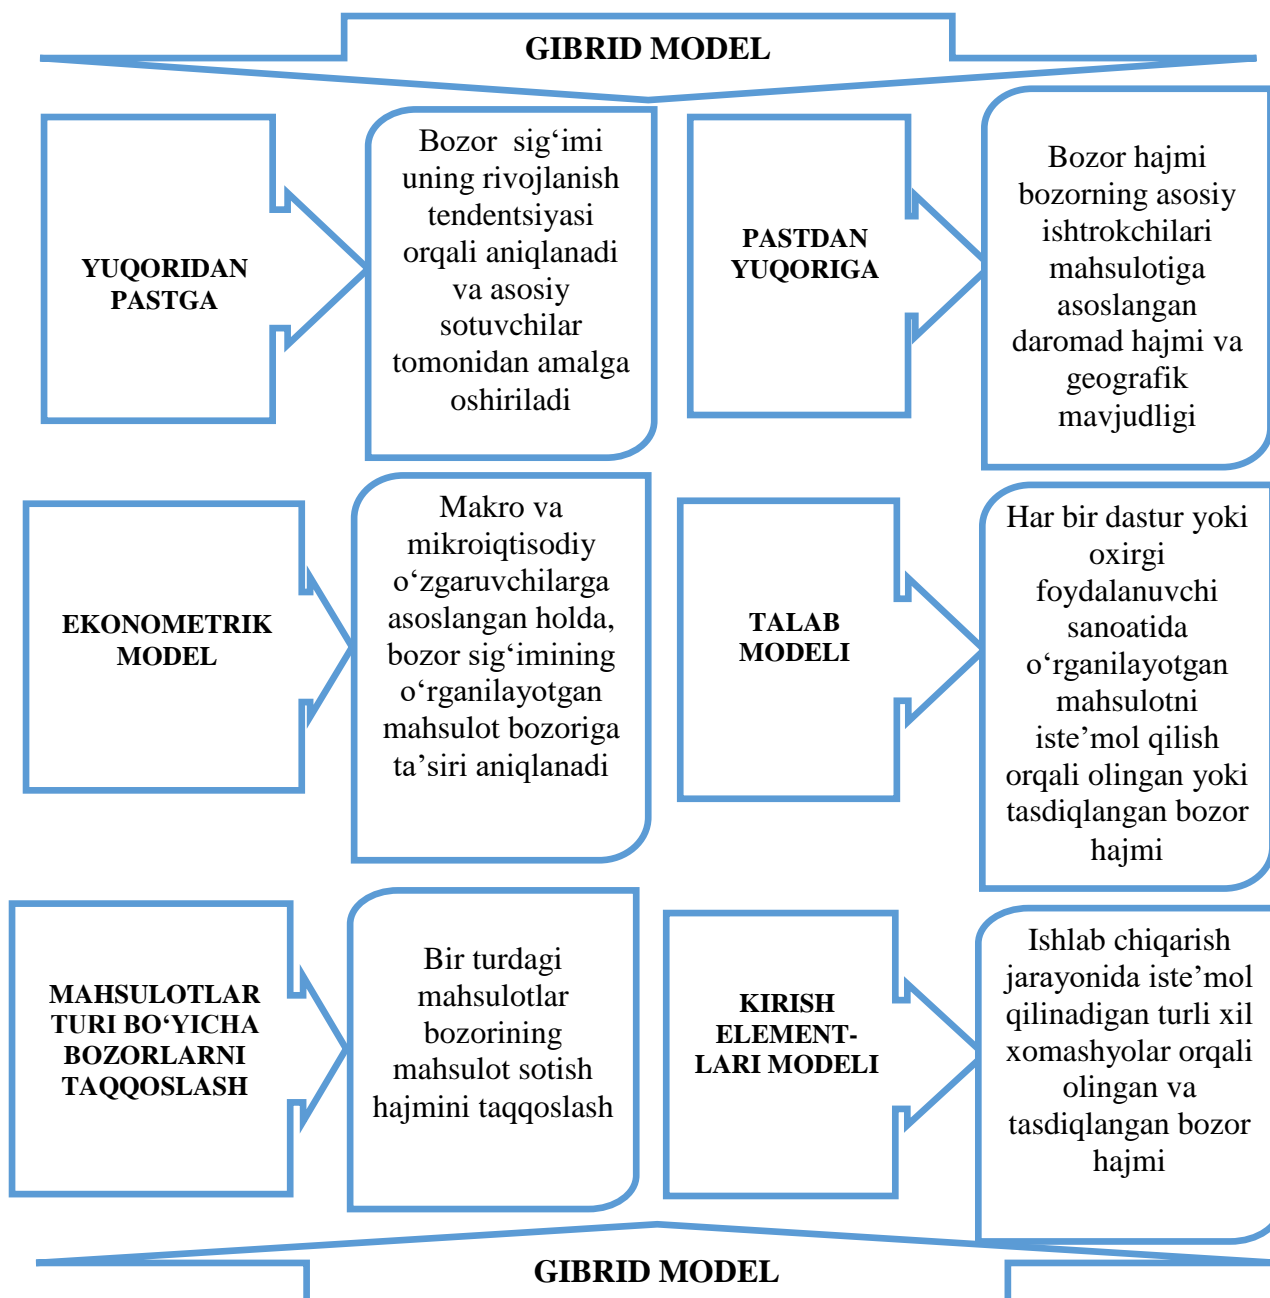 GIBRID MODEL
YUQORIDAN
PASTGA
Bozor sig‘imi
uning rivojlanish
tendentsiyasi
orqali aniqlanadi
va asosiy
sotuvchilar
tomonidan amalga
oshiriladi
PASTDAN
YUQORIGA
Bozor hajmi
bozorning asosiy
ishtrokchilari
mahsulotiga
asoslangan
daromad hajmi va
geografik
mavjudligi
EKONOMETRIK
MODEL
Makro va
mikroiqtisodiy
o‘zgaruvchilarga
asoslangan holda,
bozor sig‘imining
o‘rganilayotgan
mahsulot bozoriga
ta’siri aniqlanadi
TALAB
MODELI
Har bir dastur yoki
oxirgi
foydalanuvchi
sanoatida
o‘rganilayotgan
mahsulotni
iste’mol qilish
orqali olingan yoki
tasdiqlangan bozor
hajmi
MAHSULOTLAR
TURI BO‘YICHA
BOZORLARNI
TAQQOSLASH
Bir turdagi
mahsulotlar
bozorining
mahsulot sotish
hajmini taqqoslash
KIRISH
ELEMENT-
LARI MODELI
Ishlab chiqarish
jarayonida iste’mol
qilinadigan turli xil
xomashyolar orqali
olingan va
tasdiqlangan bozor
hajmi
GIBRID MODEL